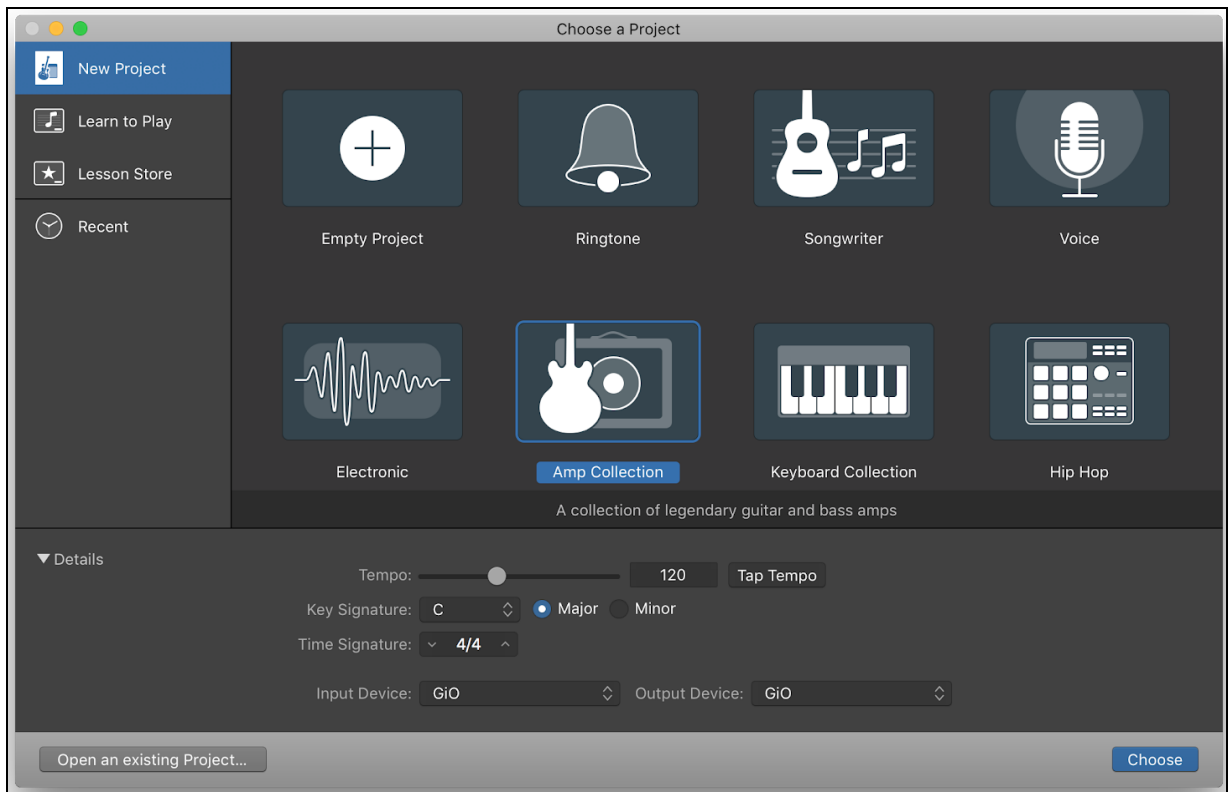 Choose a Project
New Project
Learn to Play
Lesson Store
Recent
Empty Project
Ringtone
Songwriter
Voice
Electronic
Amp Collection
Keyboard Collection
Hip Hop
A collection of legendary guitar and bass amps
Details
Tempo: 120 Tap Tempo
Key Signature: C Major Minor
Time Signature: 4/4
Input Device: GiO Output Device: GiO
Open an existing Project... Choose